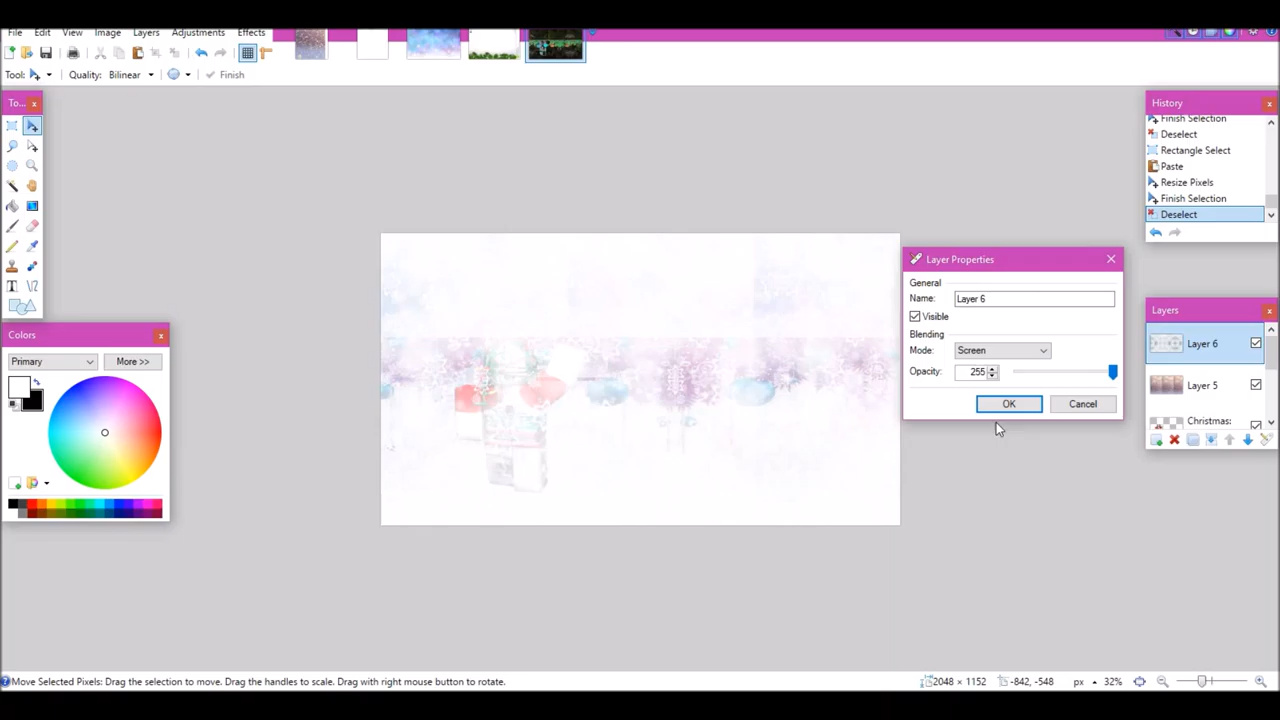 File Edit View Image Layers Adjustments Effects
Tool: Quality: Bilinear Finish
To...
Colors
Primary More >>
History
Finish Selection
Deselect
Rectangle Select
Paste
Resize Pixels
Finish Selection
Deselect
Layer Properties
General
Name: Layer 6
Visible
Blending
Mode: Screen
Opacity: 255
OK Cancel
Layers
Layer 6
Layer 5
Christmas:
Move Selected Pixels: Drag the selection to move. Drag the handles to scale. Drag with right mouse button to rotate. 2048 × 1152 -842, -548 px 32%